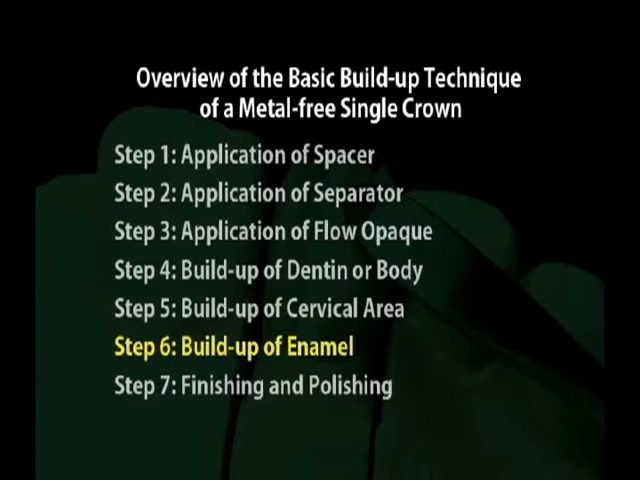 Overview of the Basic Build-up Technique
of a Metal-free Single Crown
Step 1: Application of Spacer
Step 2: Application of Separator
Step 3: Application of Flow Opaque
Step 4: Build-up of Dentin or Body
Step 5: Build-up of Cervical Area
Step 6: Build-up of Enamel
Step 7: Finishing and Polishing